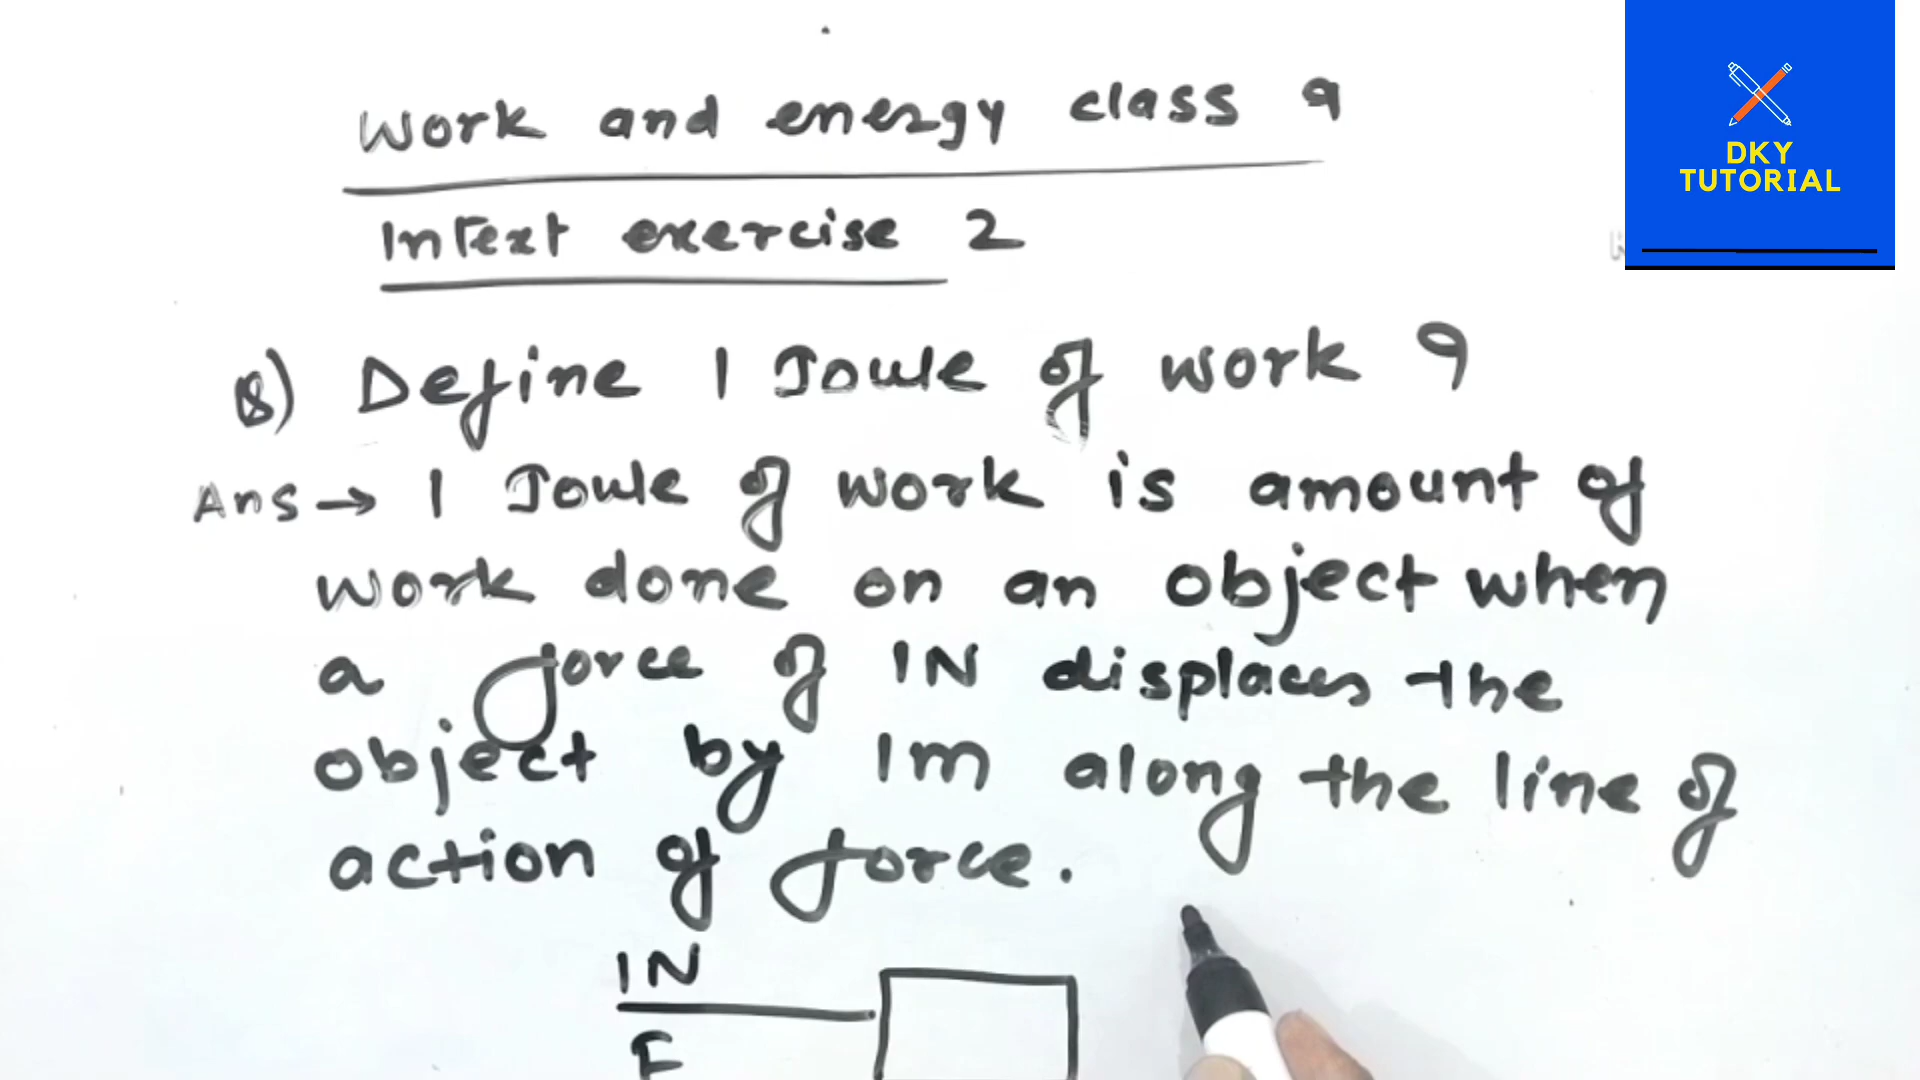 Work and energy class 9
Intext exercise 2
DKY
TUTORIAL
Q) Define 1 Joule of work ?
Ans → 1 Joule of work is amount of
work done on an object when
a force of 1N displaces the
object by 1m along the line of
action of force.
1N
F